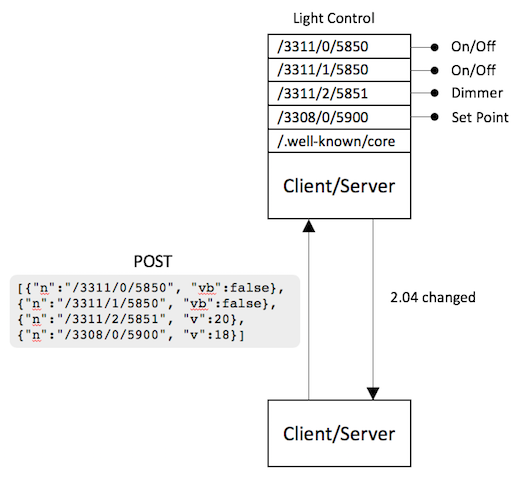 Light Control
/3311/0/5850 On/Off
/3311/1/5850 On/Off
/3311/2/5851 Dimmer
/3308/0/5900 Set Point
/.well-known/core
Client/Server
POST
[{"n":"/3311/0/5850", "vb":false},
{"n":"/3311/1/5850", "vb":false},
{"n":"/3311/2/5851", "v":20},
{"n":"/3308/0/5900", "v":18}]
2.04 changed
Client/Server